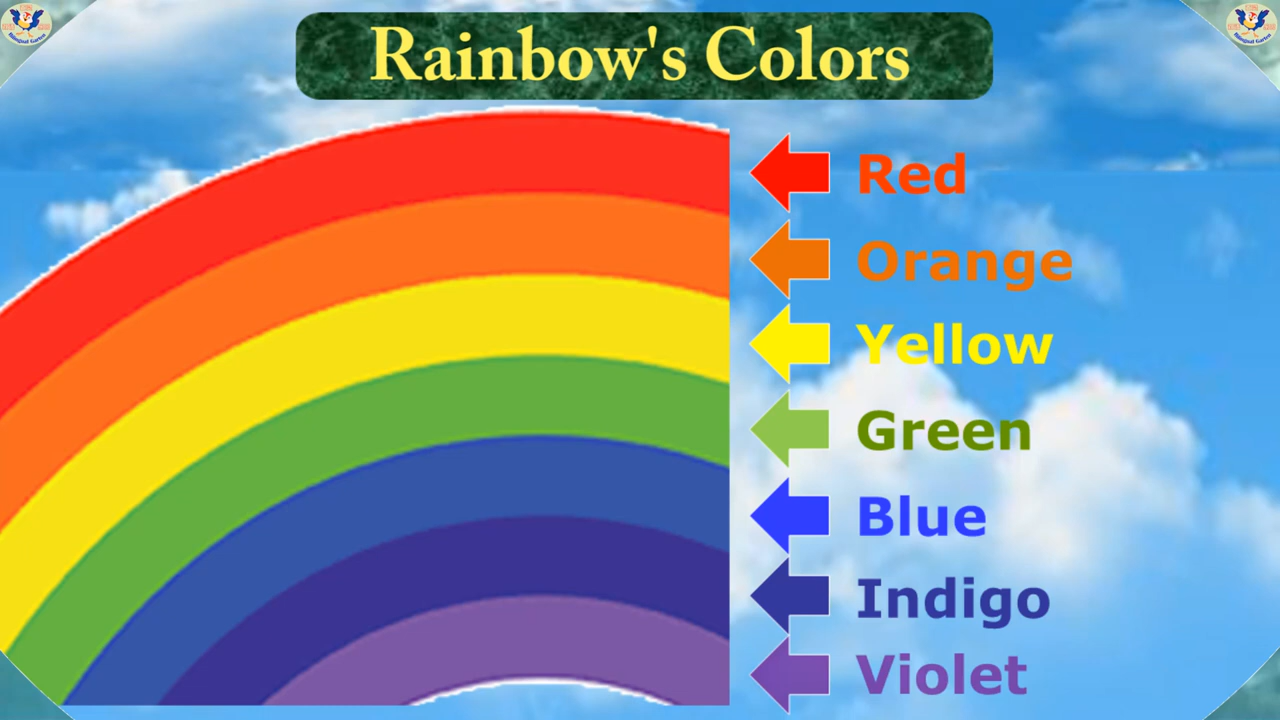 Rainbow's Colors
Red
Orange
Yellow
Green
Blue
Indigo
Violet